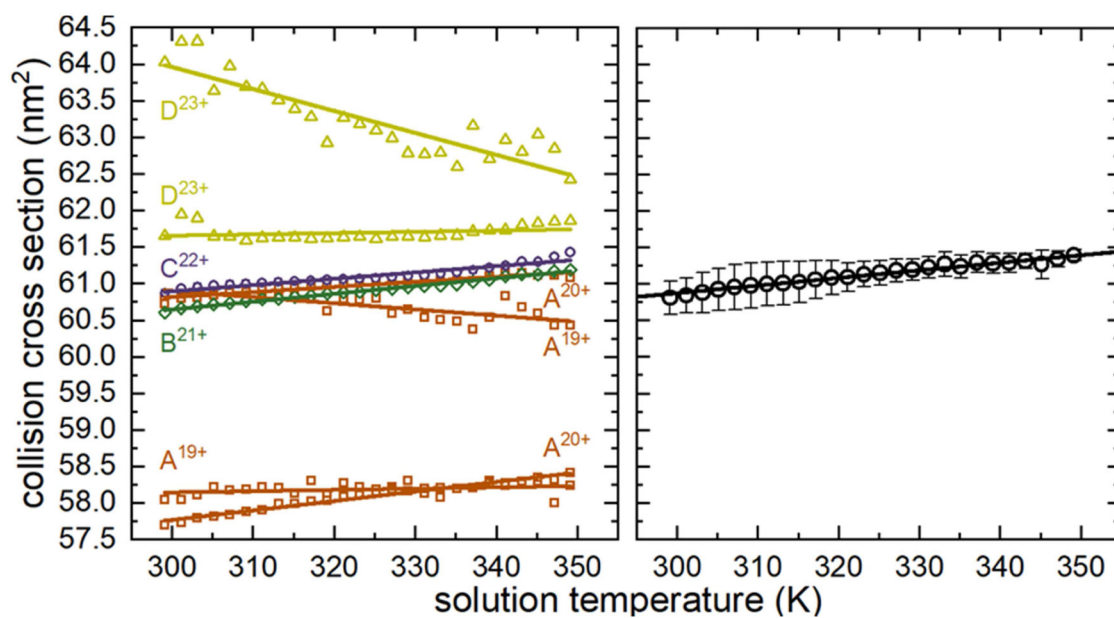 collision cross section (nm²)
64.5
64.0
63.5
63.0
62.5
62.0
61.5
61.0
60.5
60.0
59.5
59.0
58.5
58.0
57.5
D²³⁺
D²³⁺
C²²⁺
B²¹⁺
A²⁰⁺
A¹⁹⁺
A¹⁹⁺
A²⁰⁺
300 310 320 330 340 350
300 310 320 330 340 350
solution temperature (K)